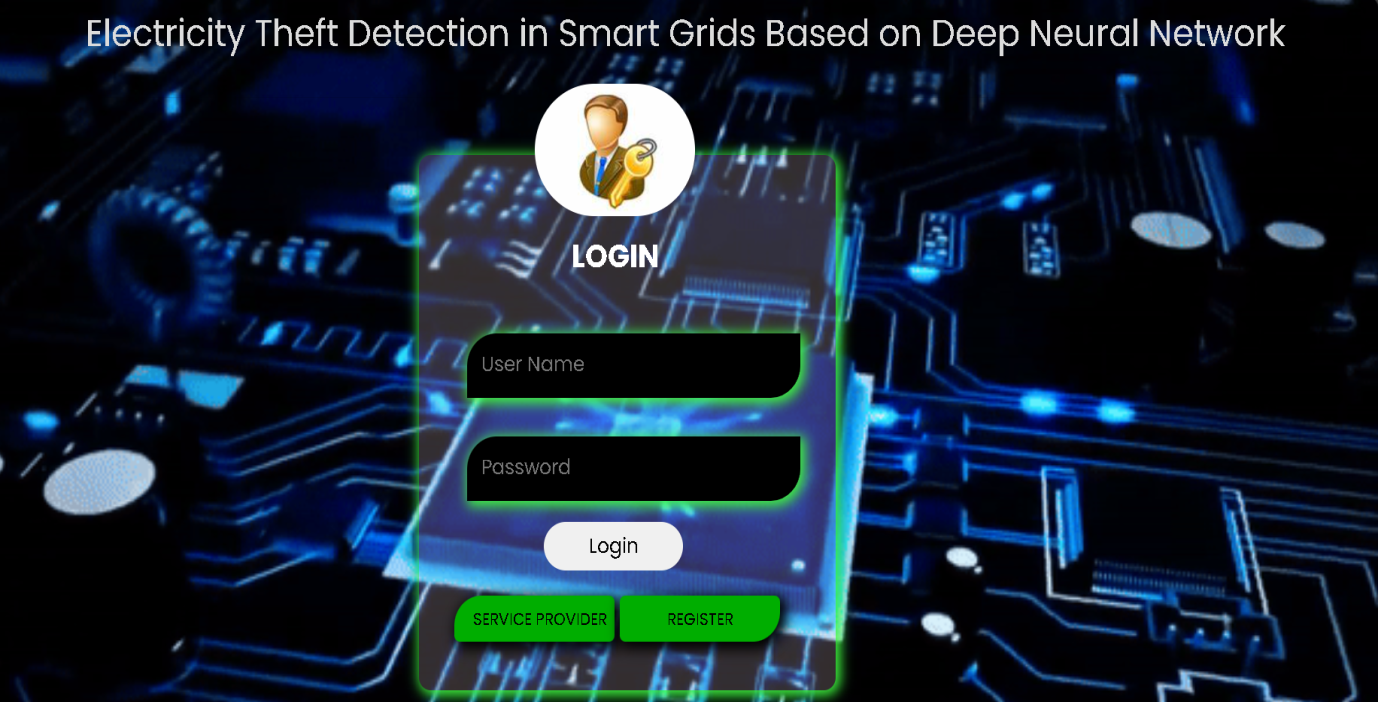 Electricity Theft Detection in Smart Grids Based on Deep Neural Network
LOGIN
User Name
Password
Login
SERVICE PROVIDER REGISTER